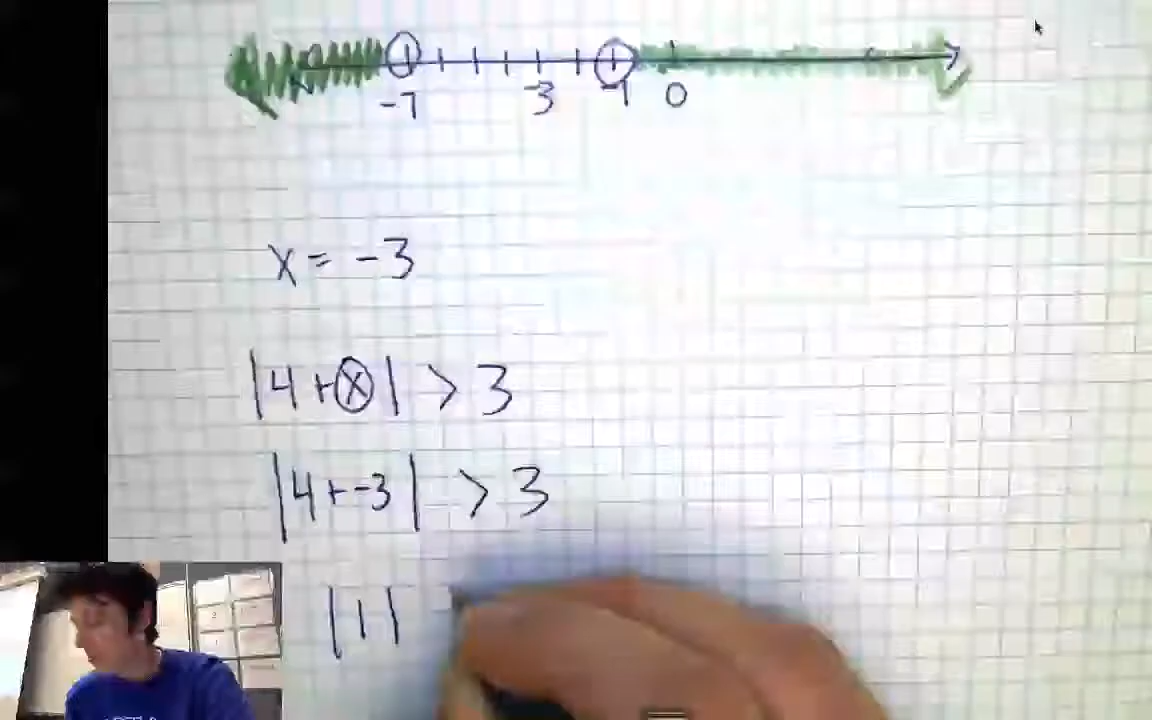 -7 -3 -1 0
x = -3
|4 + x| > 3
|4 + -3| > 3
|1|